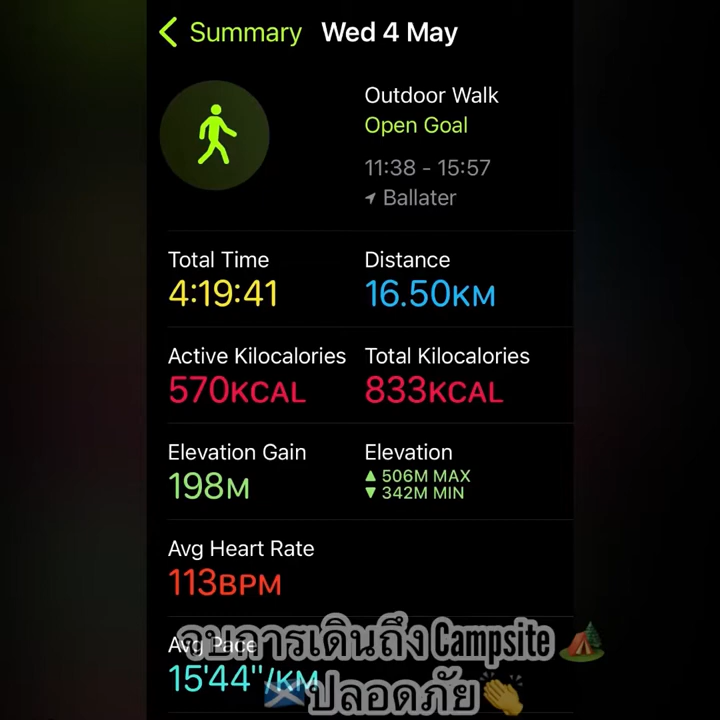 Summary Wed 4 May
Outdoor Walk
Open Goal
11:38 - 15:57
Ballater
Total Time Distance
4:19:41 16.50KM
Active Kilocalories Total Kilocalories
570KCAL 833KCAL
Elevation Gain Elevation
198M
▲ 506M MAX
▼ 342M MIN
Avg Heart Rate
113BPM
Avg Pace
15'44"/KM
จบการเดินถึง Campsite 🏕️
🏴󠁧󠁢󠁳󠁣󠁴󠁿ปลอดภัย👏